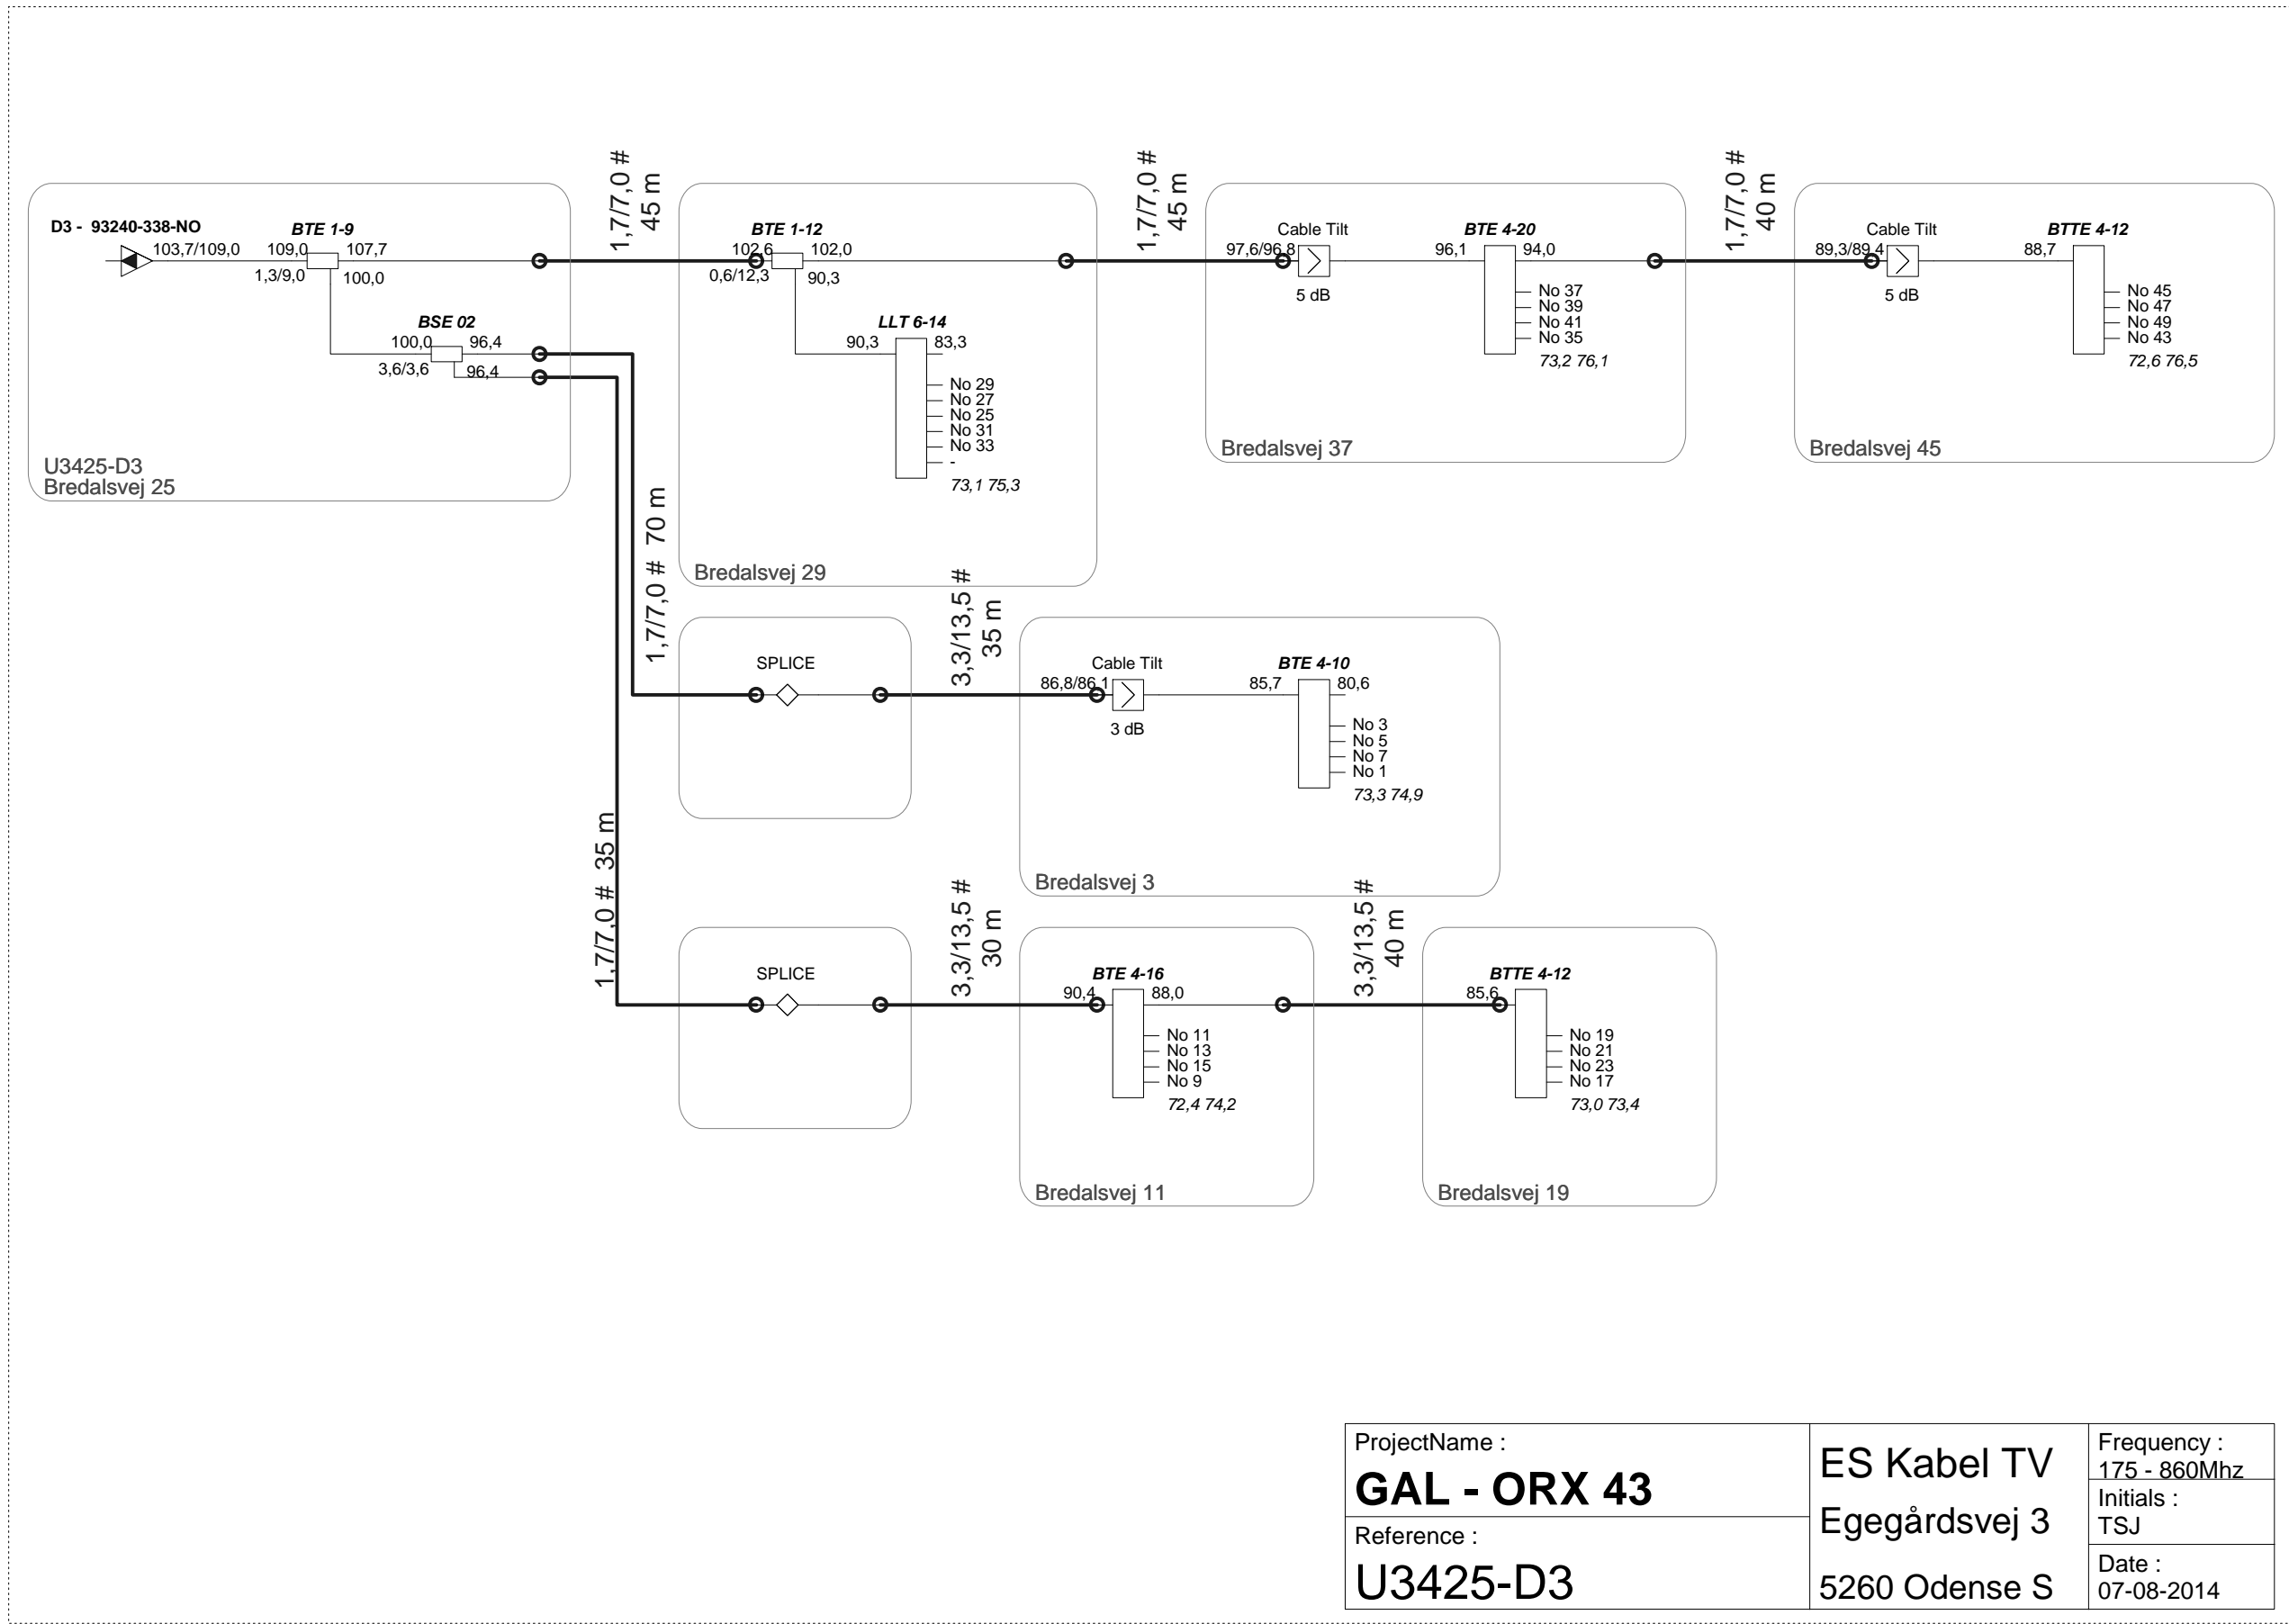 D3 - 93240-338-NO
103,7/109,0
BTE 1-9
109,0 107,7
1,3/9,0 100,0
BSE 02
100,0 96,4
3,6/3,6 96,4
U3425-D3
Bredalsvej 25
1,7/7,0 #
45 m
BTE 1-12
102,6 102,0
0,6/12,3 90,3
LLT 6-14
90,3 83,3
No 29
No 27
No 25
No 31
No 33
-
73,1 75,3
Bredalsvej 29
1,7/7,0 #
45 m
Cable Tilt
97,6/96,8
5 dB
BTE 4-20
96,1 94,0
No 37
No 39
No 41
No 35
73,2 76,1
Bredalsvej 37
1,7/7,0 #
40 m
Cable Tilt
89,3/89,4
5 dB
BTTE 4-12
88,7
No 45
No 47
No 49
No 43
72,6 76,5
Bredalsvej 45
1,7/7,0 # 70 m
SPLICE
3,3/13,5 #
35 m
Cable Tilt
86,8/86,1
3 dB
BTE 4-10
85,7 80,6
No 3
No 5
No 7
No 1
73,3 74,9
Bredalsvej 3
1,7/7,0 # 35 m
SPLICE
3,3/13,5 #
30 m
BTE 4-16
90,4 88,0
No 11
No 13
No 15
No 9
72,4 74,2
Bredalsvej 11
3,3/13,5 #
40 m
BTTE 4-12
85,6
No 19
No 21
No 23
No 17
73,0 73,4
Bredalsvej 19
ProjectName :
GAL - ORX 43
Reference :
U3425-D3
ES Kabel TV
Egegårdsvej 3
5260 Odense S
Frequency :
175 - 860Mhz
Initials :
TSJ
Date :
07-08-2014